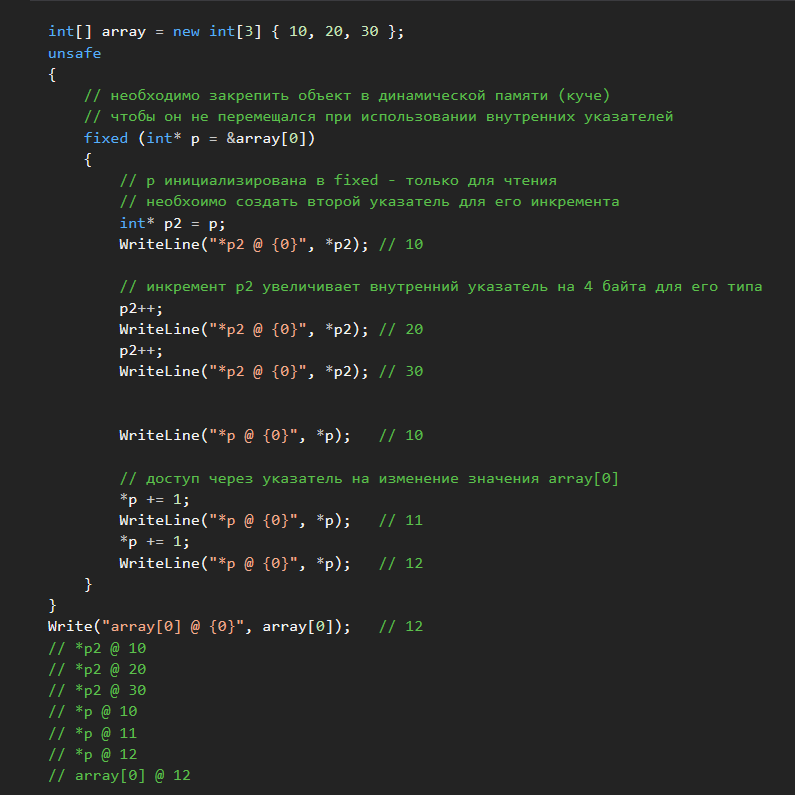 int[] array = new int[3] { 10, 20, 30 };
unsafe
{
// необходимо закрепить объект в динамической памяти (куче)
// чтобы он не перемещался при использовании внутренних указателей
fixed (int* p = &array[0])
{
// p инициализирована в fixed - только для чтения
// необхоимо создать второй указатель для его инкремента
int* p2 = p;
WriteLine("*p2 @ {0}", *p2); // 10
// инкремент p2 увеличивает внутренний указатель на 4 байта для его типа
p2++;
WriteLine("*p2 @ {0}", *p2); // 20
p2++;
WriteLine("*p2 @ {0}", *p2); // 30
WriteLine("*p @ {0}", *p);   // 10
// доступ через указатель на изменение значения array[0]
*p += 1;
WriteLine("*p @ {0}", *p);   // 11
*p += 1;
WriteLine("*p @ {0}", *p);   // 12
}
}
Write("array[0] @ {0}", array[0]);   // 12
// *p2 @ 10
// *p2 @ 20
// *p2 @ 30
// *p @ 10
// *p @ 11
// *p @ 12
// array[0] @ 12